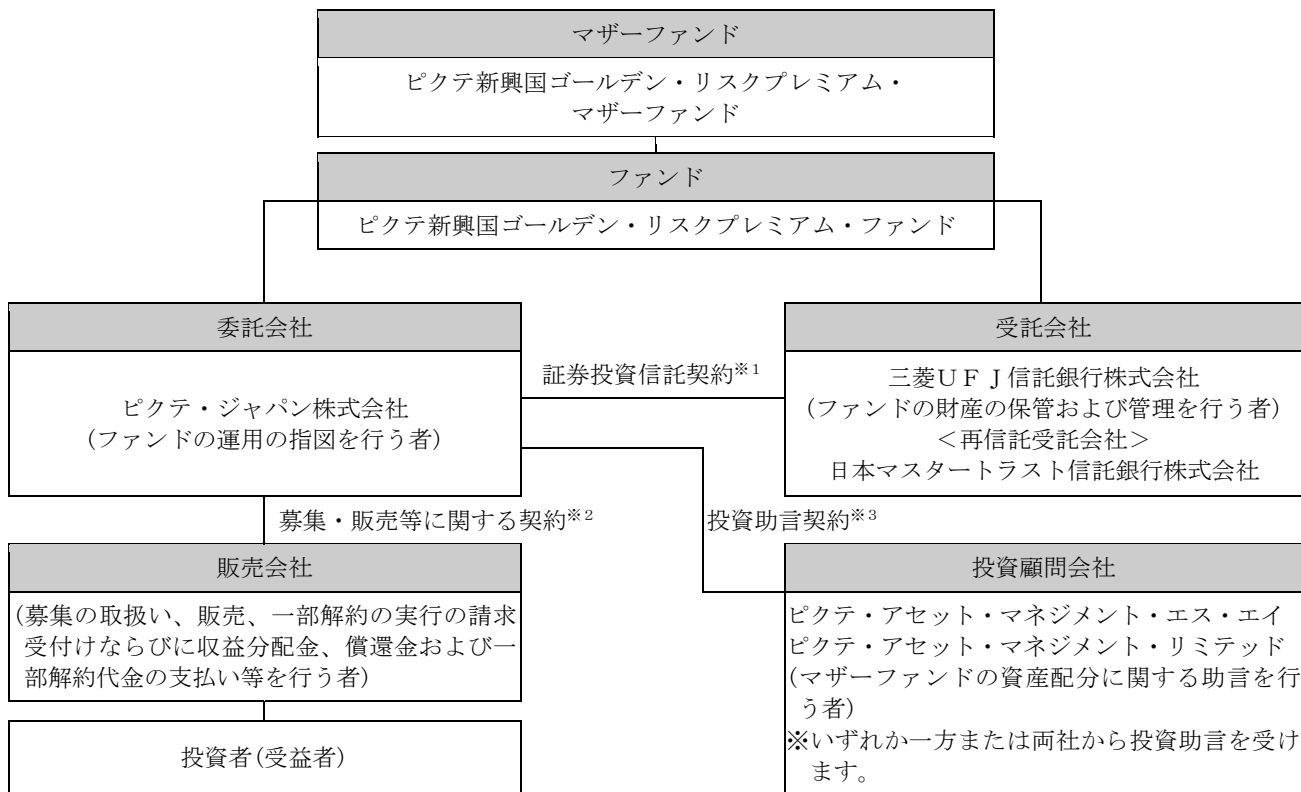 マザーファンド
ピクテ新興国ゴールデン・リスクプレミアム・
マザーファンド
ファンド
ピクテ新興国ゴールデン・リスクプレミアム・ファンド
委託会社
ピクテ・ジャパン株式会社
(ファンドの運用の指図を行う者)
証券投資信託契約※1
受託会社
三菱UFJ信託銀行株式会社
(ファンドの財産の保管および管理を行う者)
<再信託受託会社>
日本マスタートラスト信託銀行株式会社
募集・販売等に関する契約※2
投資助言契約※3
販売会社
(募集の取扱い、販売、一部解約の実行の請求
受付けならびに収益分配金、償還金および一
部解約代金の支払い等を行う者)
投資者(受益者)
投資顧問会社
ピクテ・アセット・マネジメント・エス・エイ
ピクテ・アセット・マネジメント・リミテッド
(マザーファンドの資産配分に関する助言を行
う者)
※いずれか一方または両社から投資助言を受け
ます。